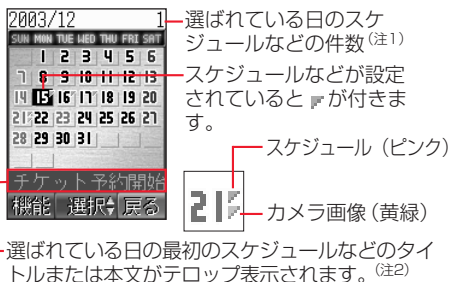 2003/12 1
SUN MON TUE WED THU FRI SAT
1 2 3 4 5 6
7 8 9 10 11 12 13
14 15 16 17 18 19 20
21 22 23 24 25 26 27
28 29 30 31
チケット予約開始
機能 選択 戻る
選ばれている日のスケ
ジュールなどの件数(注1)
スケジュールなどが設定
されていると が付きま
す。
スケジュール(ピンク)
21
カメラ画像(黄緑)
選ばれている日の最初のスケジュールなどのタイ
トルまたは本文がテロップ表示されます。(注2)